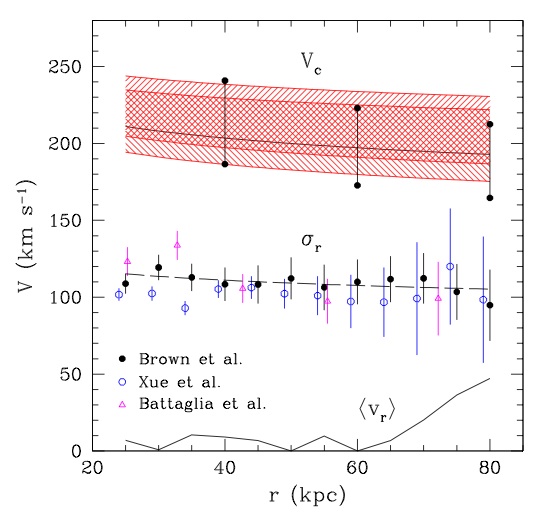 V (km s⁻¹)
250
200
150
100
50
0
V_c
σ_r
Brown et al.
Xue et al.
Battaglia et al.
⟨v_r⟩
20 40 60 80
r (kpc)